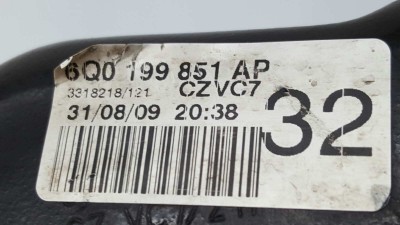 6Q0 199 851 AP
3318218/121 CZVC7
31/08/09 20:38
32